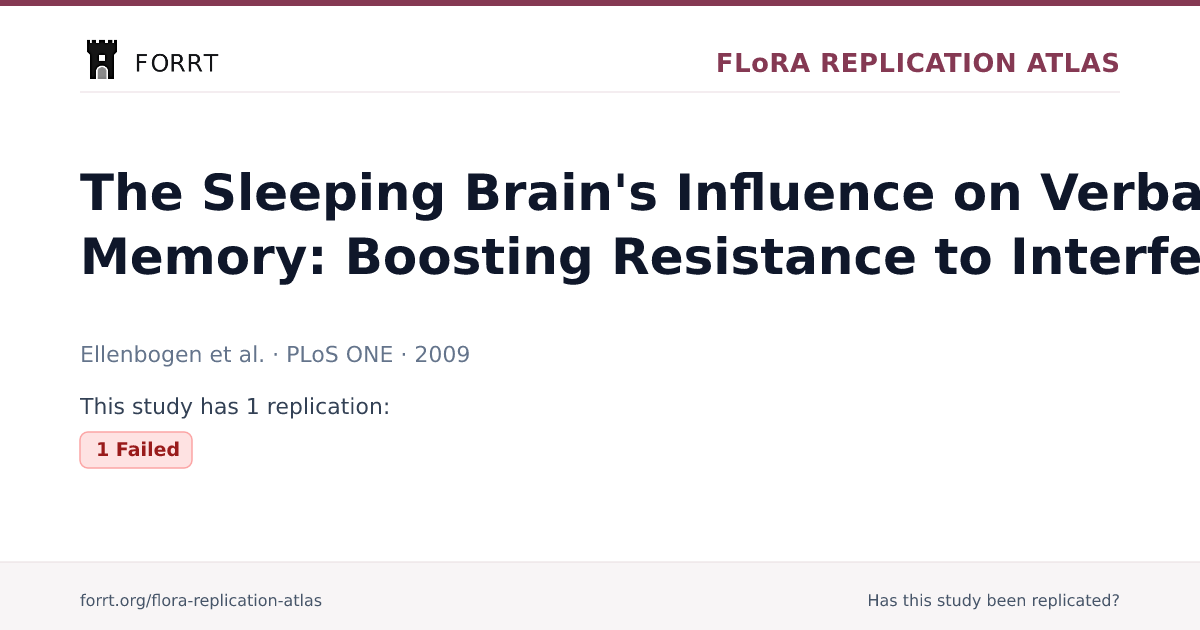 FORRT
FLoRA REPLICATION ATLAS
The Sleeping Brain's Influence on Verba
Memory: Boosting Resistance to Interfe
Ellenbogen et al. · PLoS ONE · 2009
This study has 1 replication:
1 Failed
forrt.org/flora-replication-atlas
Has this study been replicated?